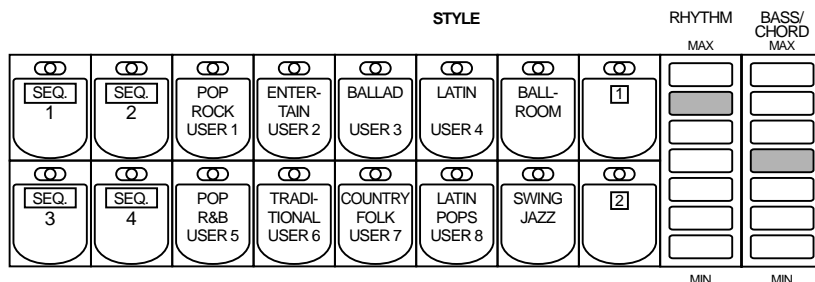 STYLE
RHYTHM
BASS/
CHORD
MAX
MAX
SEQ.
1
SEQ.
2
POP
ROCK
USER 1
ENTER-
TAIN
USER 2
BALLAD
USER 3
LATIN
USER 4
BALL-
ROOM
1
SEQ.
3
SEQ.
4
POP
R&B
USER 5
TRADI-
TIONAL
USER 6
COUNTRY
FOLK
USER 7
LATIN
POPS
USER 8
SWING
JAZZ
2
MIN
MIN